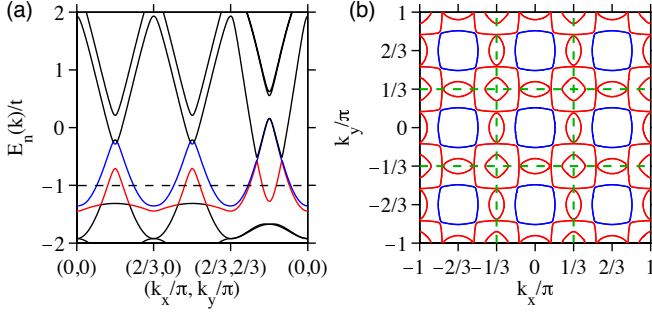 (a)
2
1
0
−1
−2
E_n(k)/t
(0,0) (2/3,0) (2/3,2/3) (0,0)
(k_x/π, k_y/π)
(b)
1
2/3
1/3
0
−1/3
−2/3
−1
k_y/π
−1 −2/3 −1/3 0 1/3 2/3 1
k_x/π